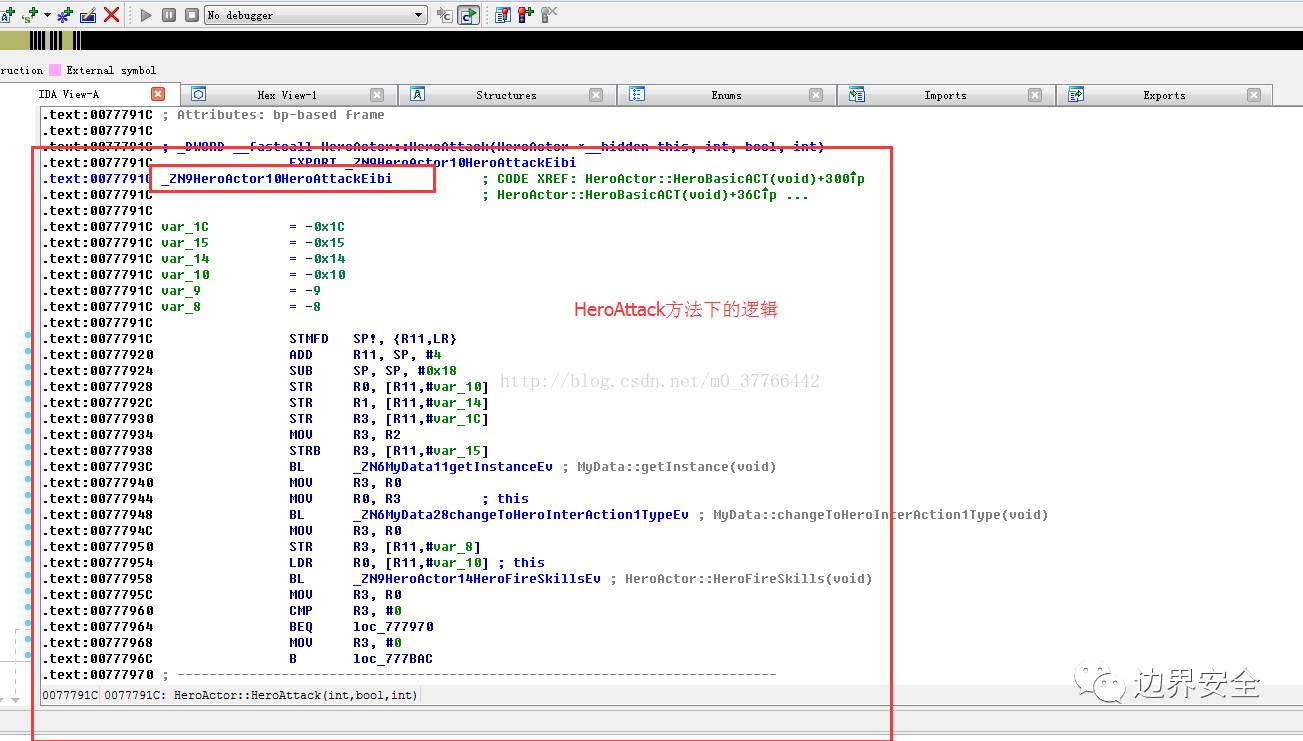 No debugger
ruction External symbol
IDA View-A Hex View-1 Structures Enums Imports Exports
.text:0077791C ; Attributes: bp-based frame
.text:0077791C
.text:0077791C ; _DWORD __fastcall HeroActor::HeroAttack(HeroActor *__hidden this, int, bool, int)
.text:0077791C EXPORT _ZN9HeroActor10HeroAttackEibi
.text:0077791C _ZN9HeroActor10HeroAttackEibi ; CODE XREF: HeroActor::HeroBasicACT(void)+300↑p
.text:0077791C ; HeroActor::HeroBasicACT(void)+36C↑p ...
.text:0077791C
.text:0077791C var_1C = -0x1C
.text:0077791C var_15 = -0x15
.text:0077791C var_14 = -0x14
.text:0077791C var_10 = -0x10
.text:0077791C var_9 = -9
.text:0077791C var_8 = -8
HeroAttack方法下的逻辑
.text:0077791C
.text:0077791C STMFD SP!, {R11,LR}
.text:00777920 ADD R11, SP, #4
.text:00777924 SUB SP, SP, #0x18
http://blog.csdn.net/m0_37766442
.text:00777928 STR R0, [R11,#var_10]
.text:0077792C STR R1, [R11,#var_14]
.text:00777930 STR R3, [R11,#var_1C]
.text:00777934 MOV R3, R2
.text:00777938 STRB R3, [R11,#var_15]
.text:0077793C BL _ZN6MyData11getInstanceEv ; MyData::getInstance(void)
.text:00777940 MOV R3, R0
.text:00777944 MOV R0, R3 ; this
.text:00777948 BL _ZN6MyData28changeToHeroInterAction1TypeEv ; MyData::changeToHeroInterAction1Type(void)
.text:0077794C MOV R3, R0
.text:00777950 STR R3, [R11,#var_8]
.text:00777954 LDR R0, [R11,#var_10] ; this
.text:00777958 BL _ZN9HeroActor14HeroFireSkillsEv ; HeroActor::HeroFireSkills(void)
.text:0077795C MOV R3, R0
.text:00777960 CMP R3, #0
.text:00777964 BEQ loc_777970
.text:00777968 MOV R3, #0
.text:0077796C B loc_777BAC
.text:00777970 ; ---------------------------------------------------------------------------
0077791C 0077791C: HeroActor::HeroAttack(int,bool,int)
边界安全